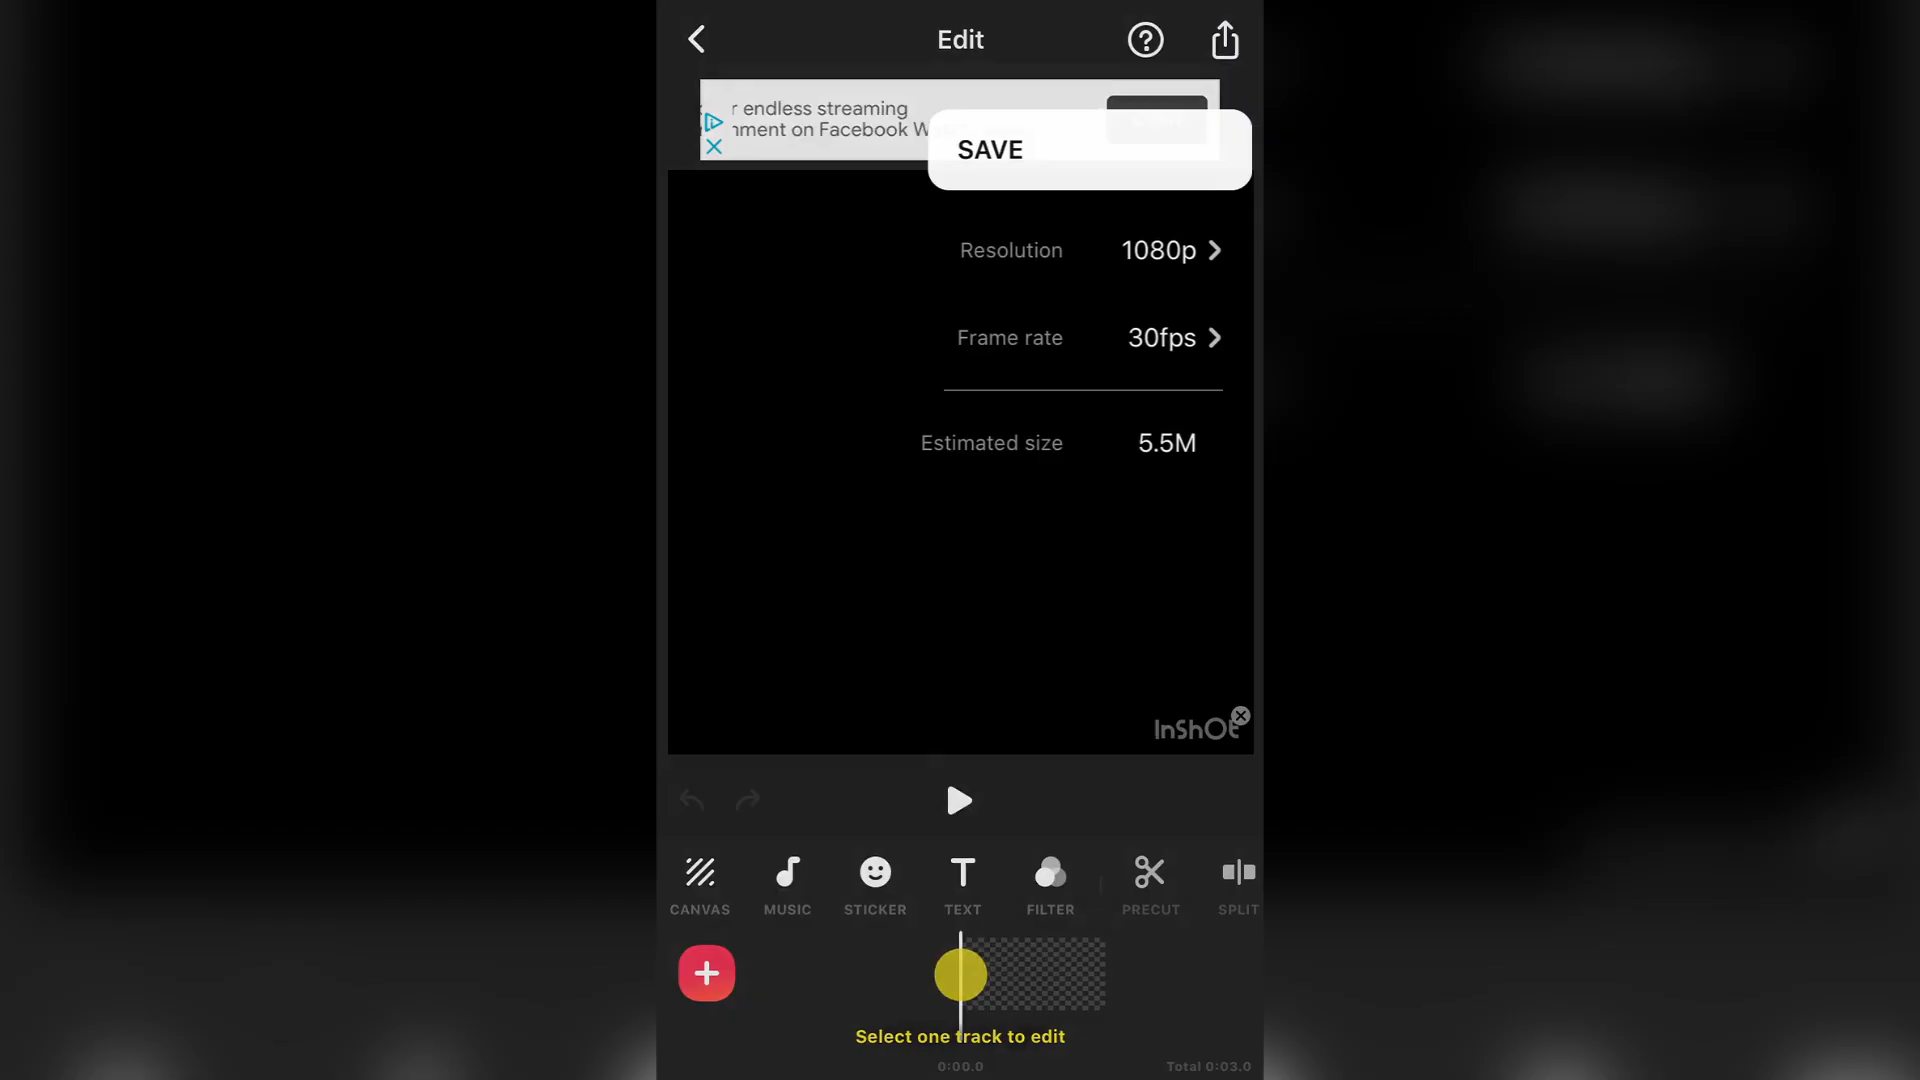 Edit
r endless streaming
nment on Facebook W
SAVE
Resolution 1080p
Frame rate 30fps
Estimated size 5.5M
InShOt
CANVAS MUSIC STICKER TEXT FILTER PRECUT SPLIT
Select one track to edit
0:00.0 Total 0:03.0